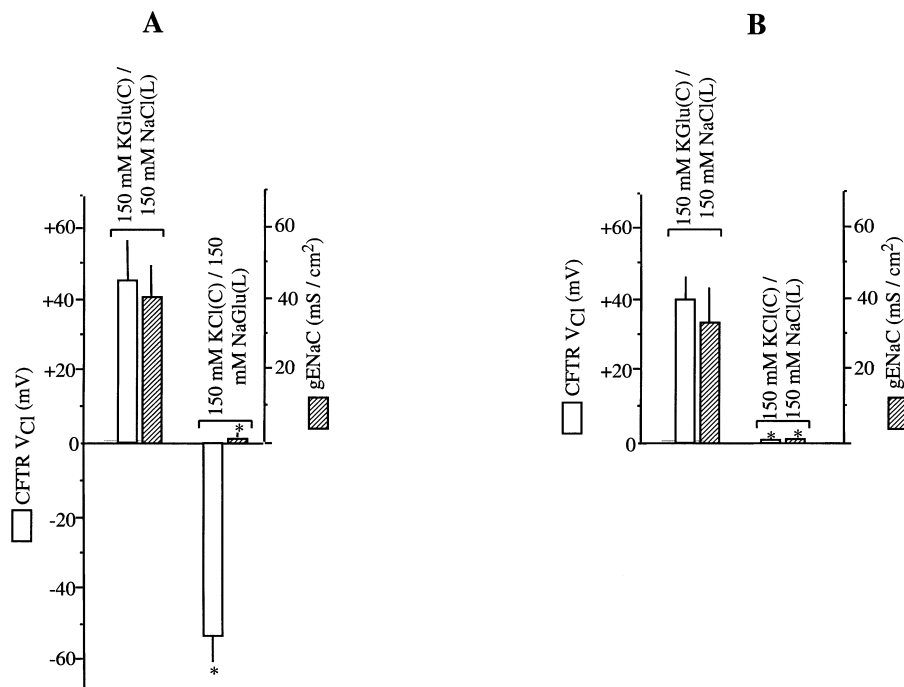 A
150 mM KGlu(C) /
150 mM NaCl(L)
150 mM KCl(C) / 150
mM NaGlu(L)
+60
+40
+20
0
-20
-40
-60
CFTR VCl (mV)
60
40
20
gENaC (mS / cm2)
*
*
B
150 mM KGlu(C) /
150 mM NaCl(L)
150 mM KCl(C) /
150 mM NaCl(L)
+60
+40
+20
0
CFTR VCl (mV)
60
40
20
gENaC (mS / cm2)
* *